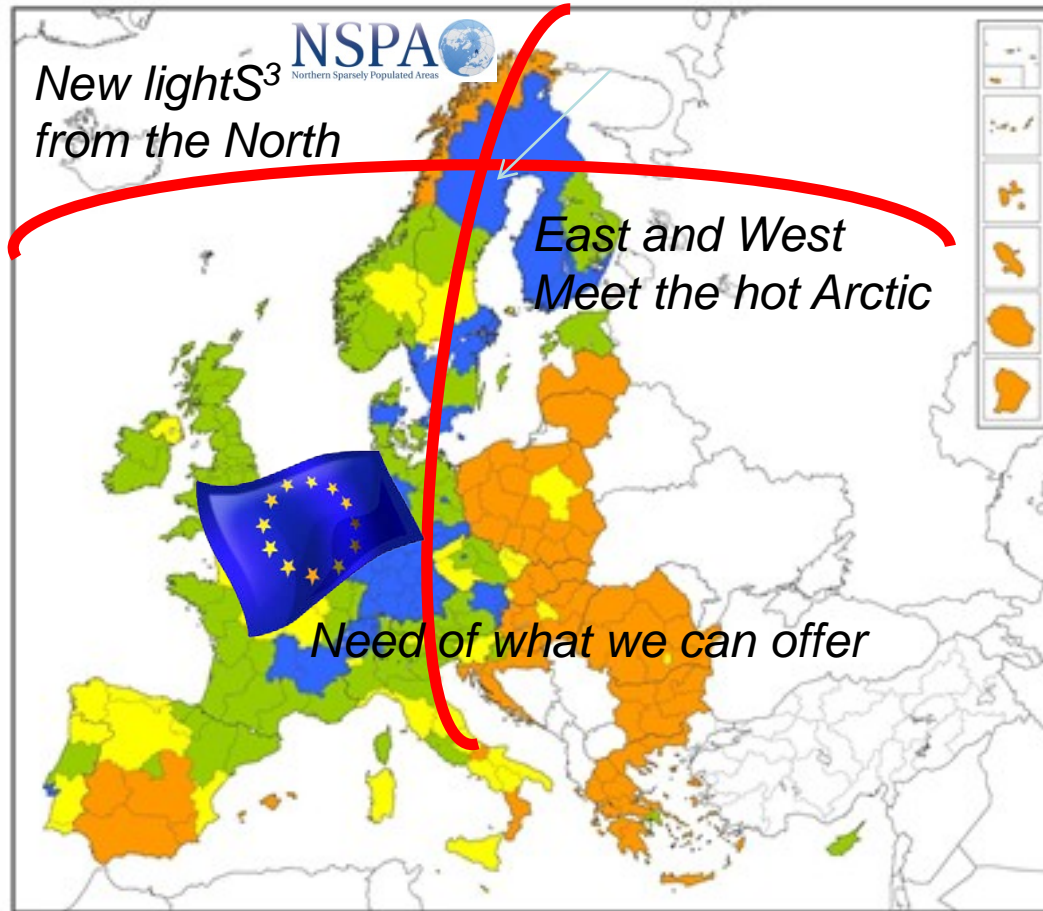 NSPA
Northern Sparsely Populated Areas
New lightS³
from the North
East and West
Meet the hot Arctic
Need of what we can offer